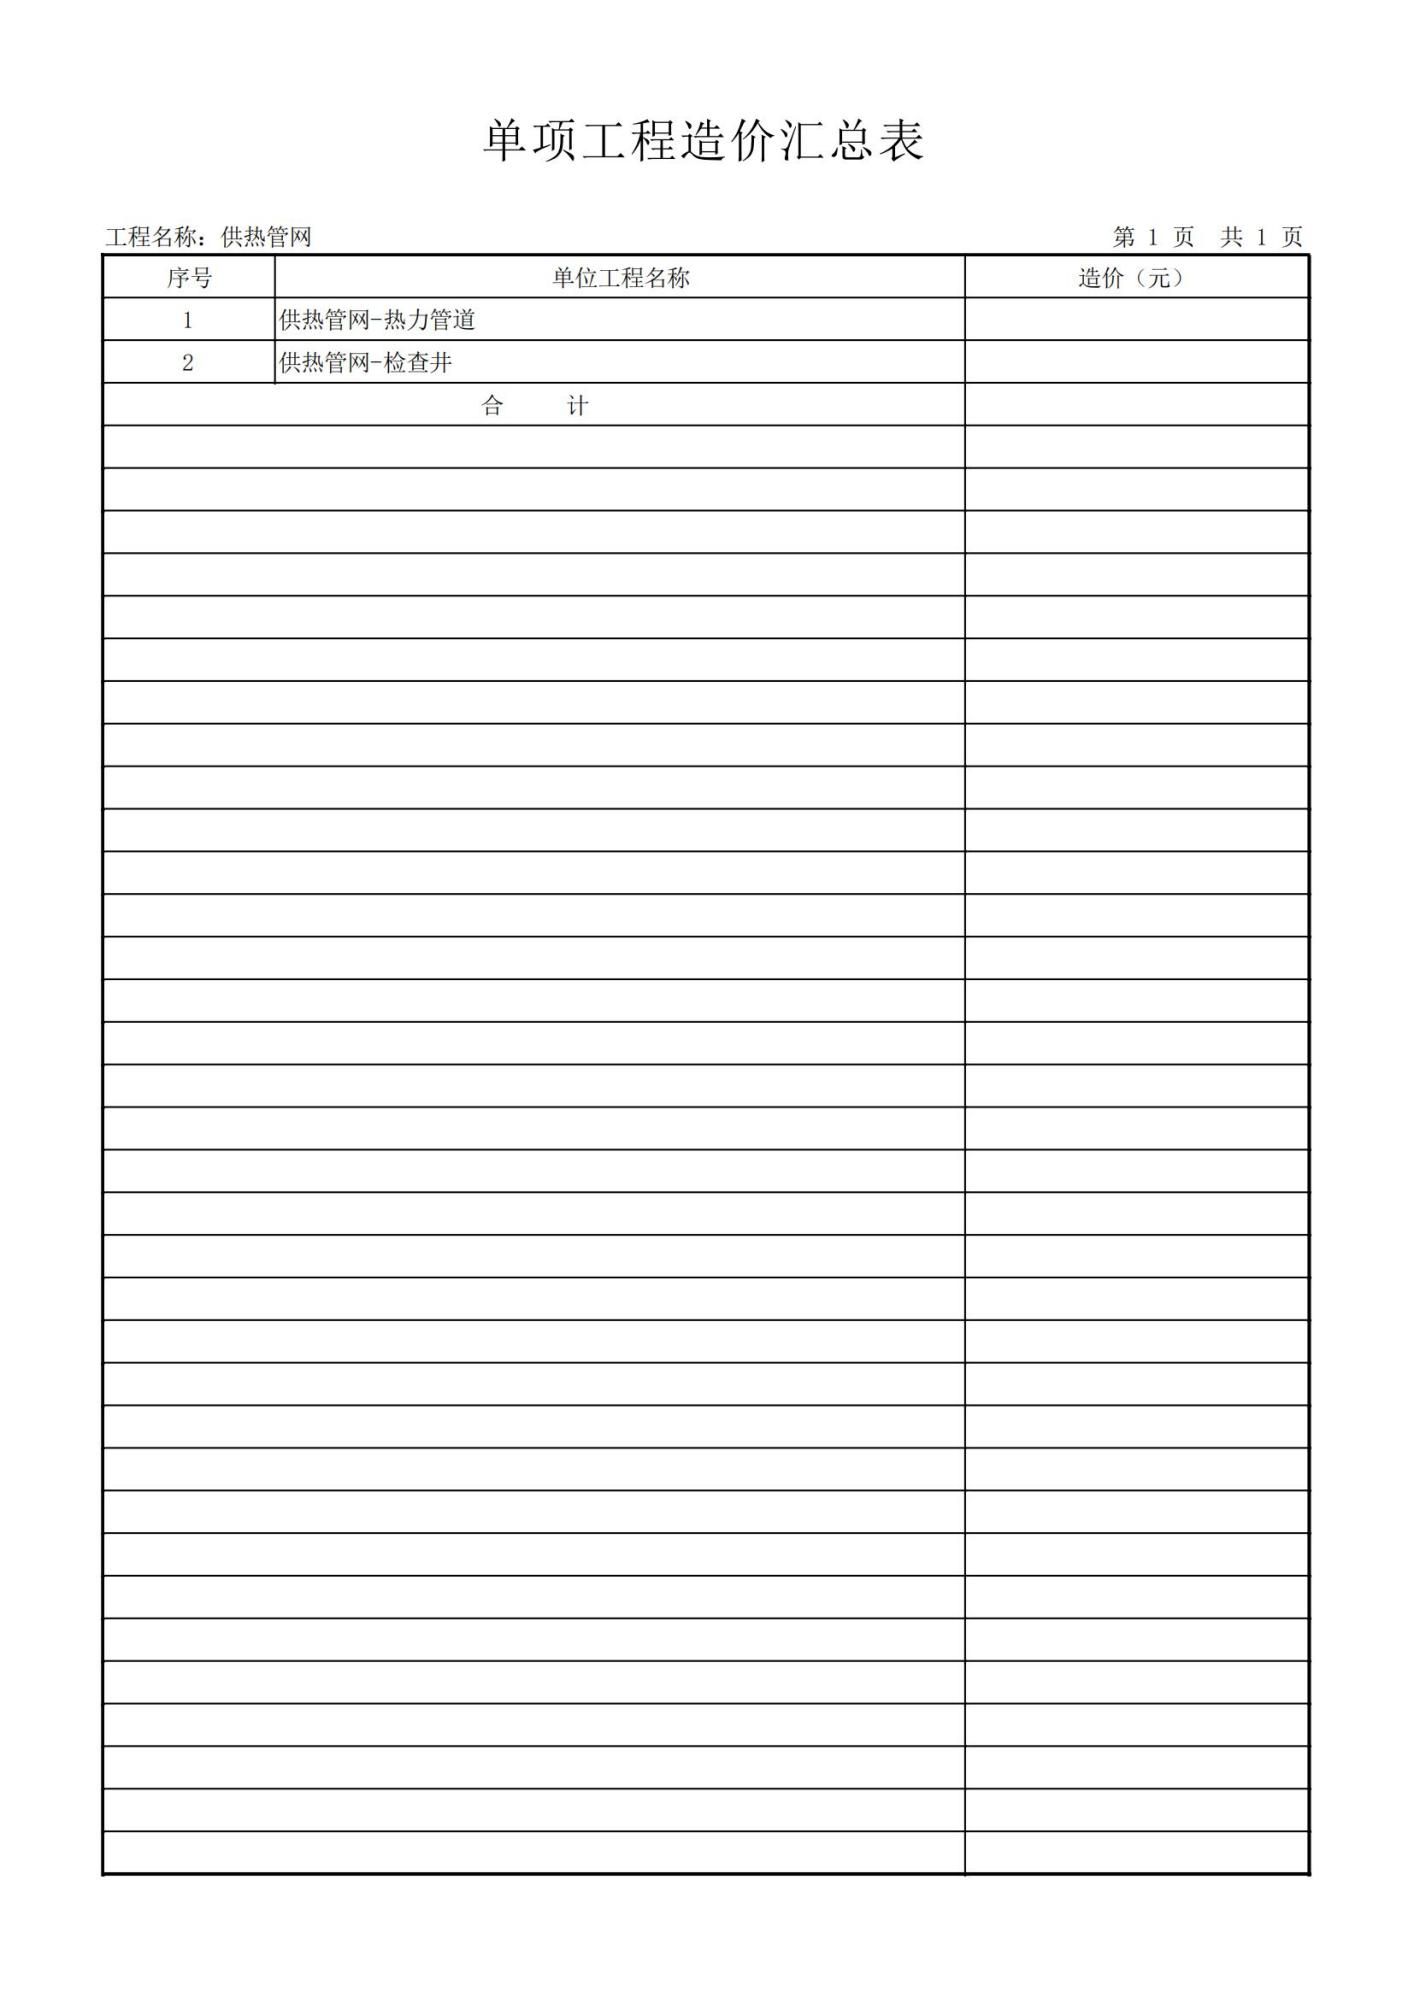 单项工程造价汇总表
工程名称：供热管网 第 1 页 共 1 页
序号 单位工程名称 造价（元）
1 供热管网-热力管道
2 供热管网-检查井
合 计